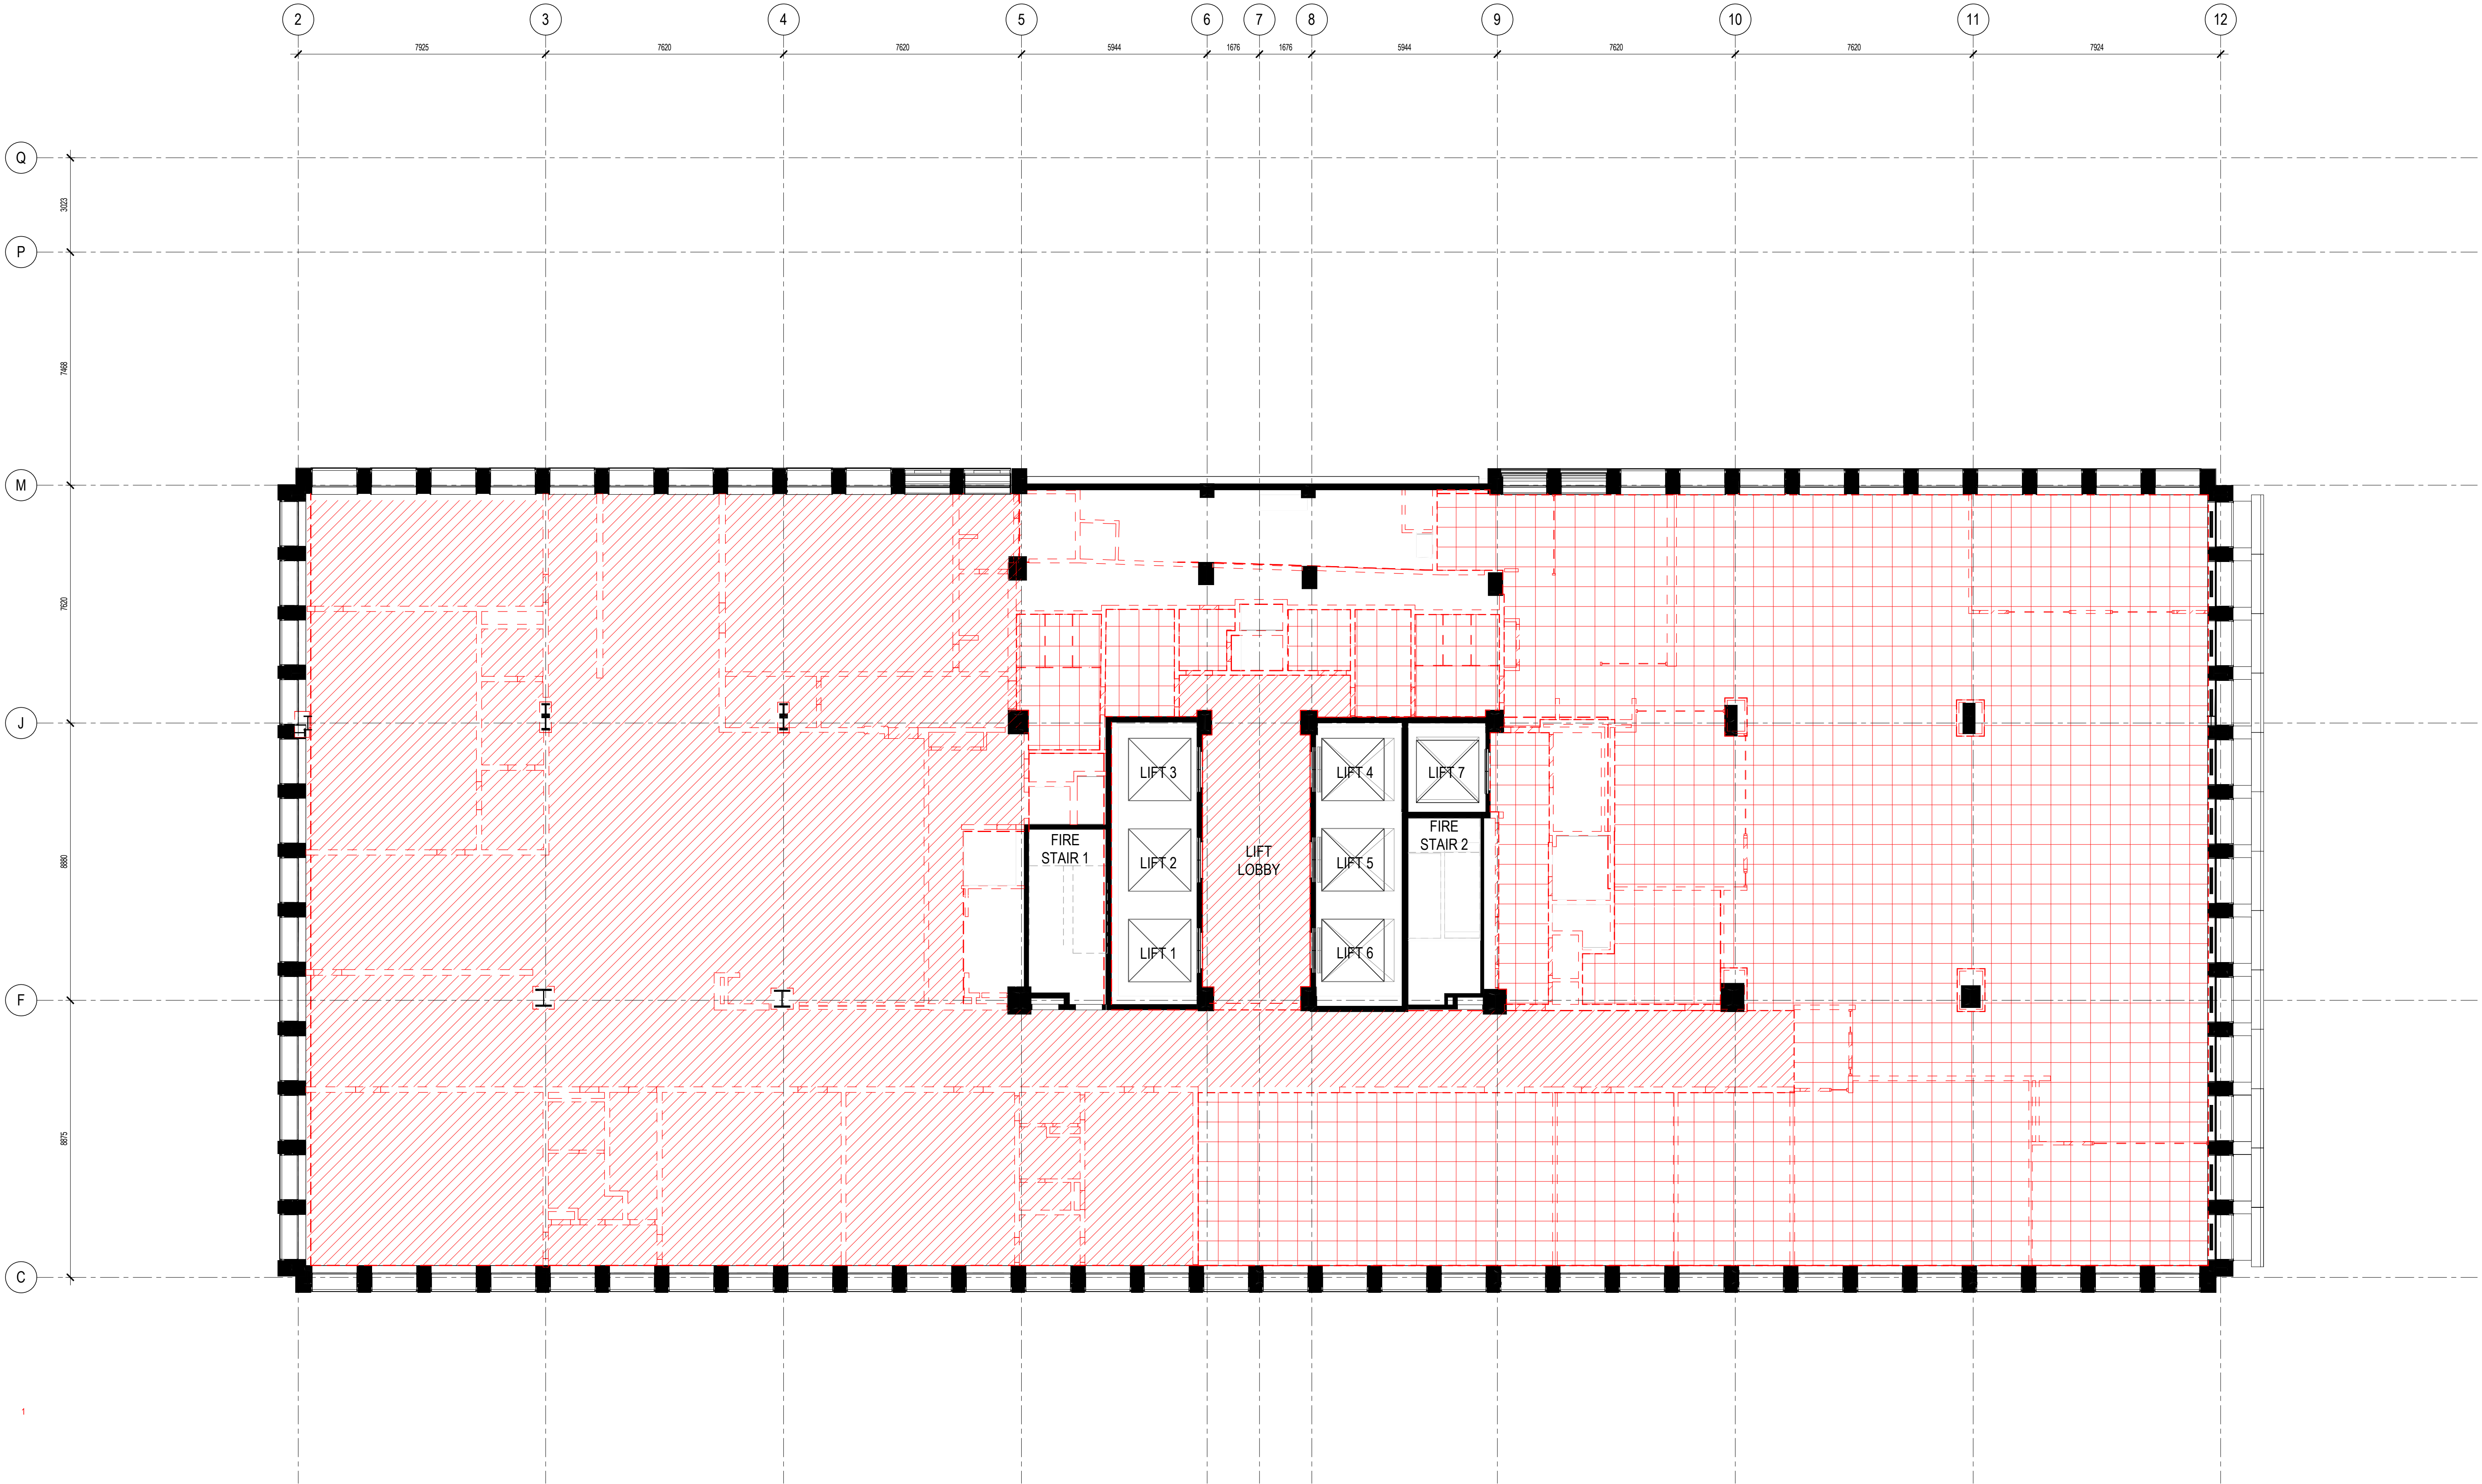 2 3 4 5 6 7 8 9 10 11 12
7925 7620 7620 5944 1676 1676 5944 7620 7620 7924
Q
3023
P
7468
M
7620
J
LIFT 3 LIFT 4 LIFT 7
FIRE
STAIR 1
FIRE
STAIR 2
8880
LIFT 2
LIFT
LOBBY
LIFT 5
LIFT 1 LIFT 6
F
8875
C
1